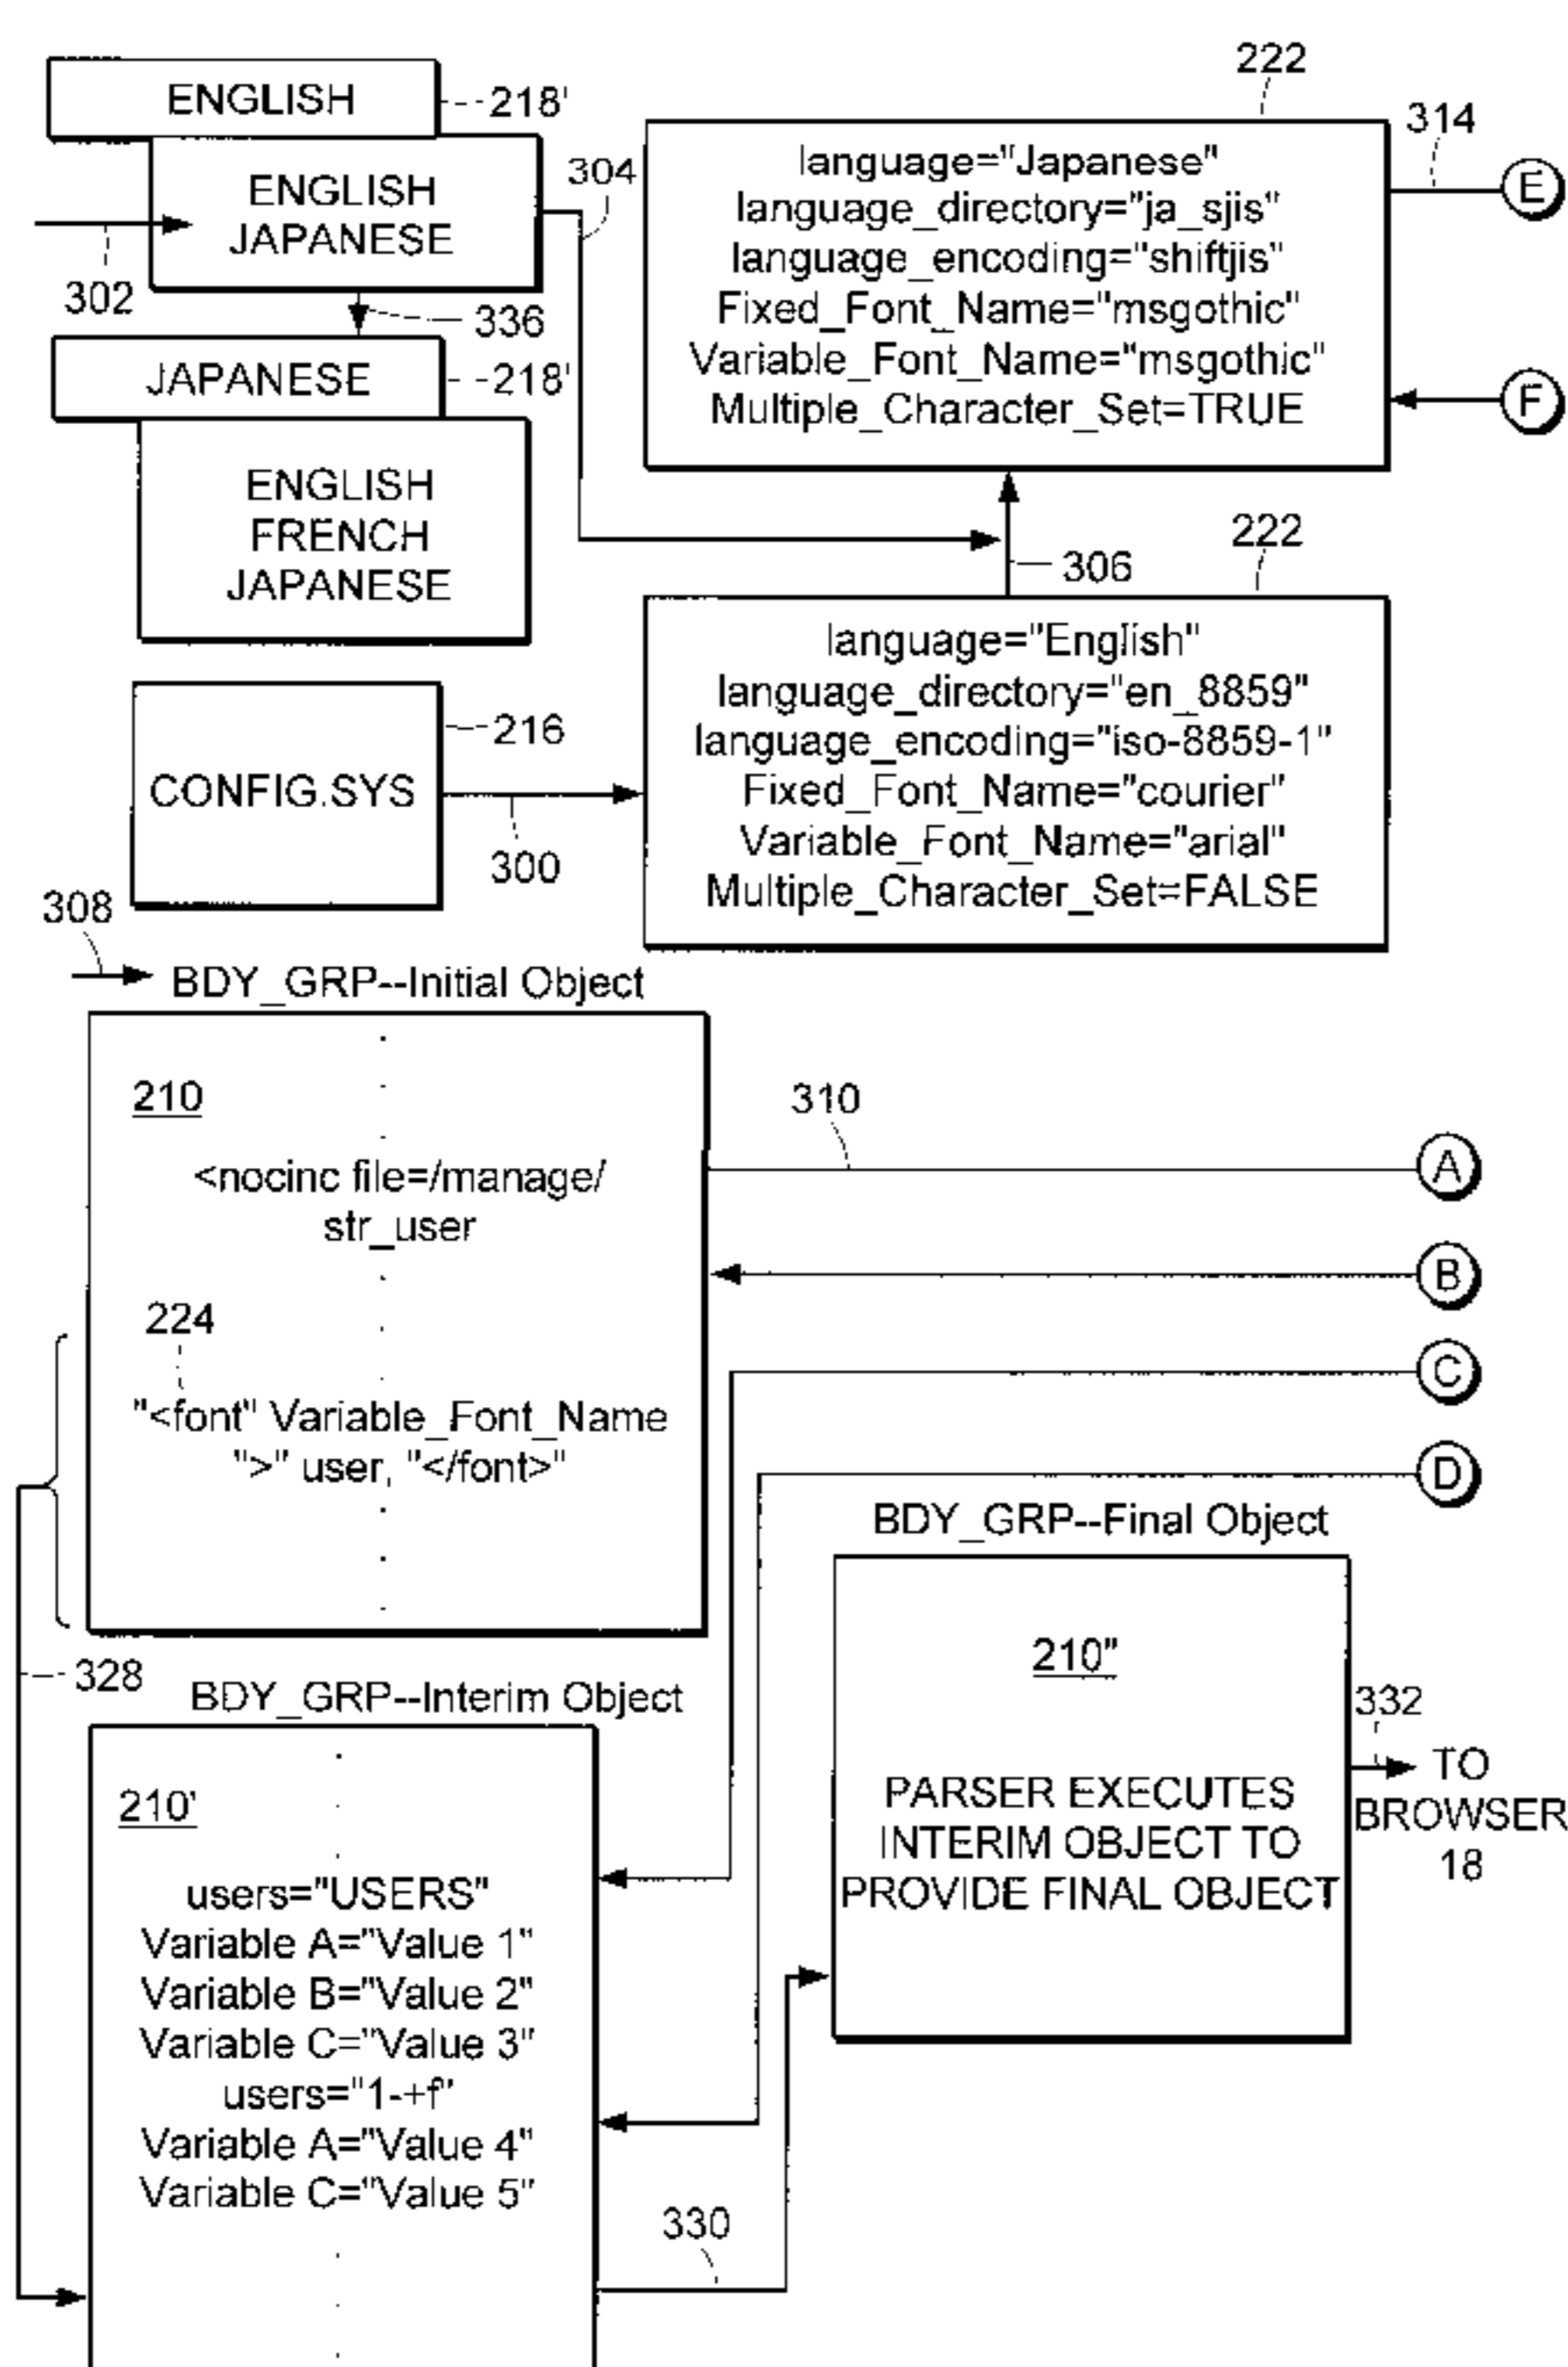 222
ENGLISH
218'
314
ENGLISH
JAPANESE
304
302
336
language="Japanese"
language_directory="ja_sjis"
language_encoding="shiftjis"
Fixed_Font_Name="msgothic"
Variable_Font_Name="msgothic"
Multiple_Character_Set=TRUE
E
F
JAPANESE
218'
ENGLISH
FRENCH
JAPANESE
222
306
language="English"
language_directory="en_8859"
language_encoding="iso-8859-1"
Fixed_Font_Name="courier"
Variable_Font_Name="arial"
Multiple_Character_Set=FALSE
216
CONFIG.SYS
300
308
BDY_GRP--Initial Object
210
310
<nocinc file=/manage/
str_user
A
B
224
"<font" Variable_Font_Name
">" user, "</font>"
C
D
328
BDY_GRP--Final Object
210"
PARSER EXECUTES
INTERIM OBJECT TO
PROVIDE FINAL OBJECT
332
TO
BROWSER
18
BDY_GRP--Interim Object
210'
users="USERS"
Variable A="Value 1"
Variable B="Value 2"
Variable C="Value 3"
users="1-+f"
Variable A="Value 4"
Variable C="Value 5"
330